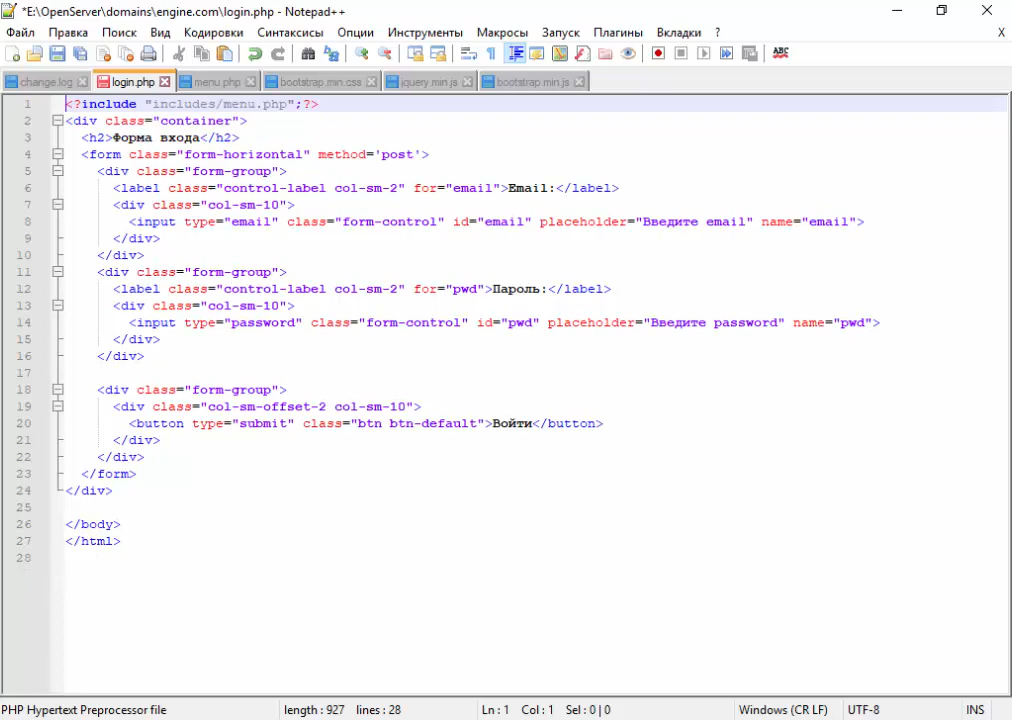 *E:\OpenServer\domains\engine.com\login.php - Notepad++
Файл Правка Поиск Вид Кодировки Синтаксисы Опции Инструменты Макросы Запуск Плагины Вкладки ? X
ABC
change.log login.php menu.php bootstrap.min.css jquery.min.js bootstrap.min.js
1 <?include "includes/menu.php";?>
2 <div class="container">
3 <h2>Форма входа</h2>
4 <form class="form-horizontal" method='post'>
5 <div class="form-group">
6 <label class="control-label col-sm-2" for="email">Email:</label>
7 <div class="col-sm-10">
8 <input type="email" class="form-control" id="email" placeholder="Введите email" name="email">
9 </div>
10 </div>
11 <div class="form-group">
12 <label class="control-label col-sm-2" for="pwd">Пароль:</label>
13 <div class="col-sm-10">
14 <input type="password" class="form-control" id="pwd" placeholder="Введите password" name="pwd">
15 </div>
16 </div>
17
18 <div class="form-group">
19 <div class="col-sm-offset-2 col-sm-10">
20 <button type="submit" class="btn btn-default">Войти</button>
21 </div>
22 </div>
23 </form>
24 </div>
25
26 </body>
27 </html>
28
PHP Hypertext Preprocessor file length : 927 lines : 28 Ln : 1 Col : 1 Sel : 0 | 0 Windows (CR LF) UTF-8 INS